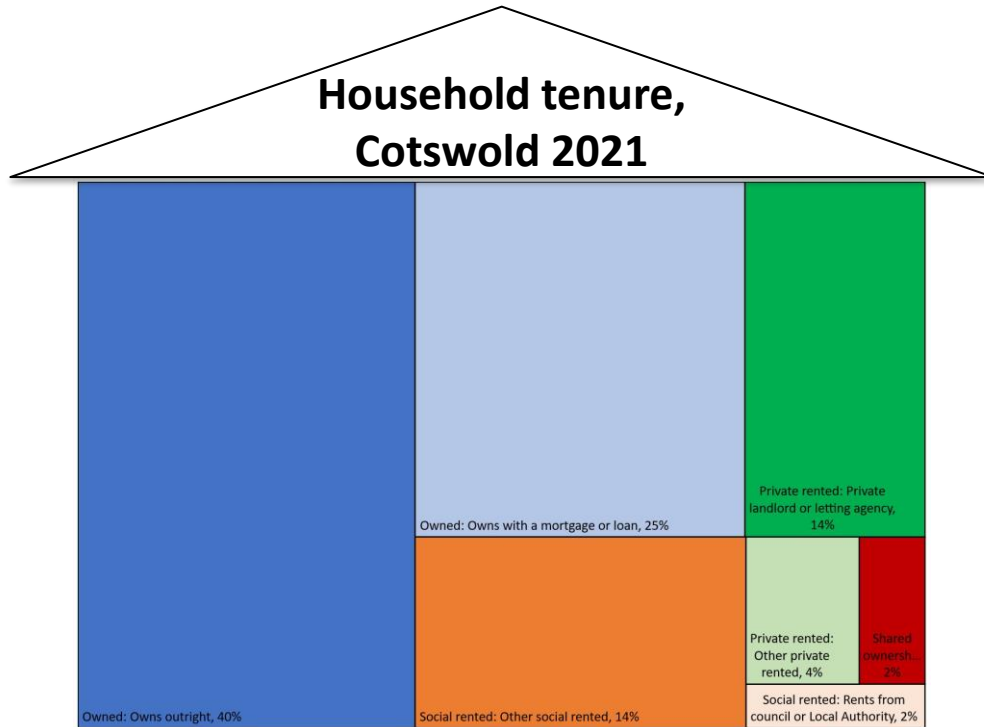 Household tenure,
Cotswold 2021
Owned: Owns outright, 40%
Owned: Owns with a mortgage or loan, 25%
Social rented: Other social rented, 14%
Private rented: Private
landlord or letting agency,
14%
Private rented:
Other private
rented, 4%
Shared
ownersh...
2%
Social rented: Rents from
council or Local Authority, 2%